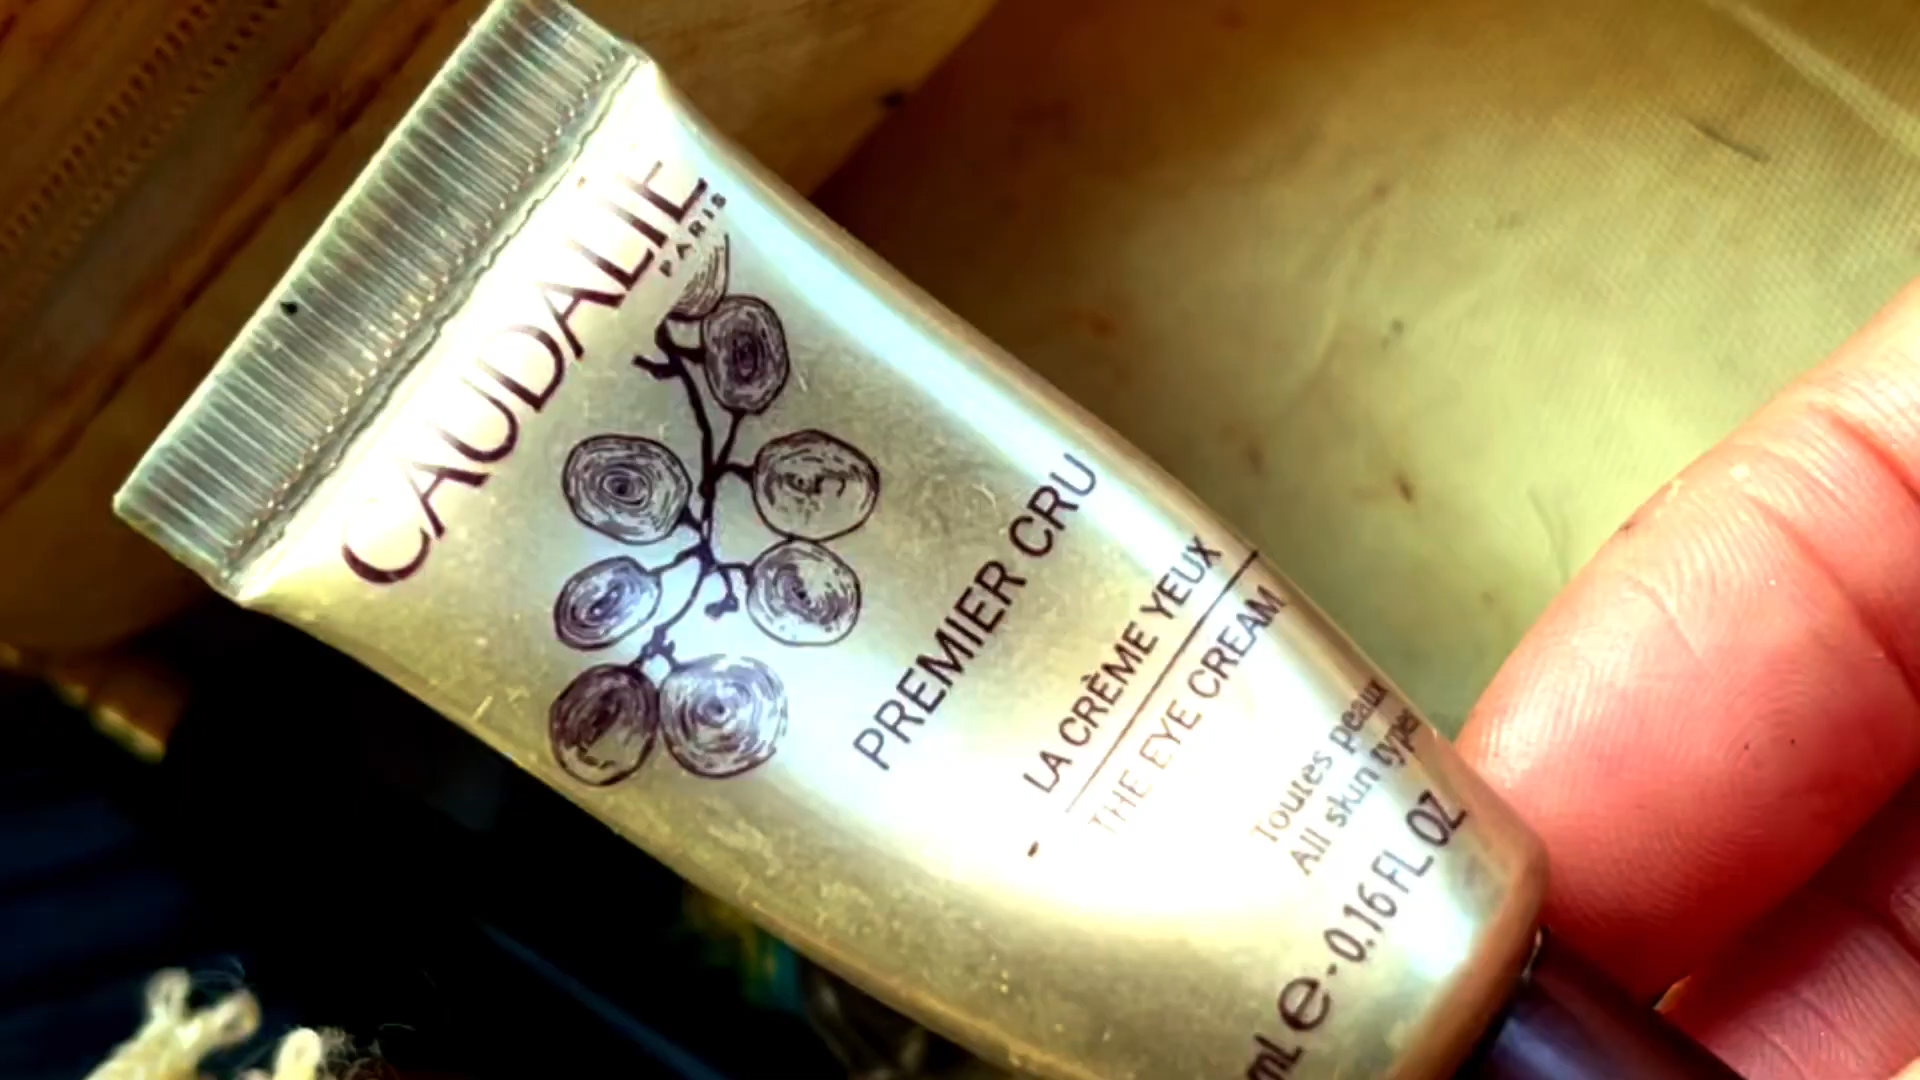 CAUDALIE
PARIS
PREMIER CRU
LA CRÈME YEUX
THE EYE CREAM
Toutes peaux
All skin types
mL e - 0.16 FL OZ